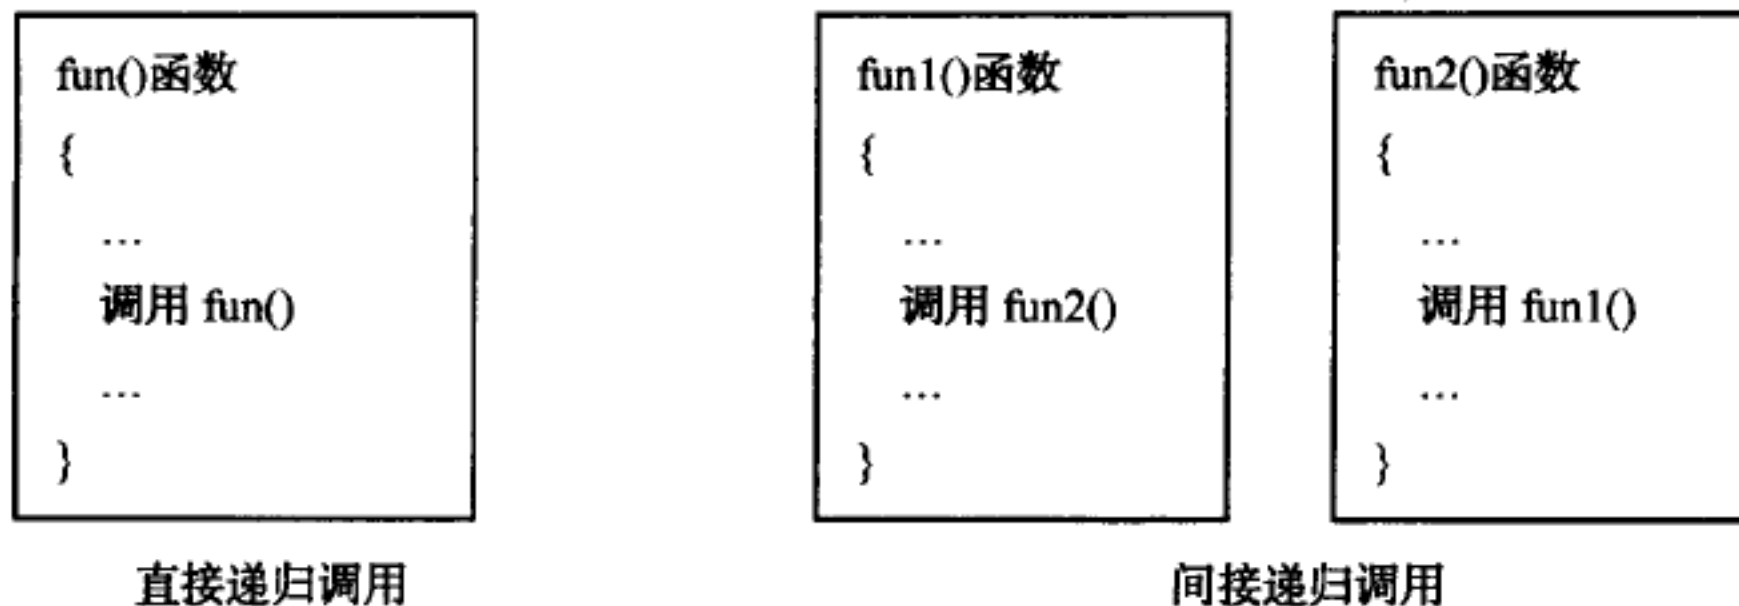 fun()函数
{
…
调用 fun()
…
}
直接递归调用
fun1()函数
{
…
调用 fun2()
…
}
fun2()函数
{
…
调用 fun1()
…
}
间接递归调用